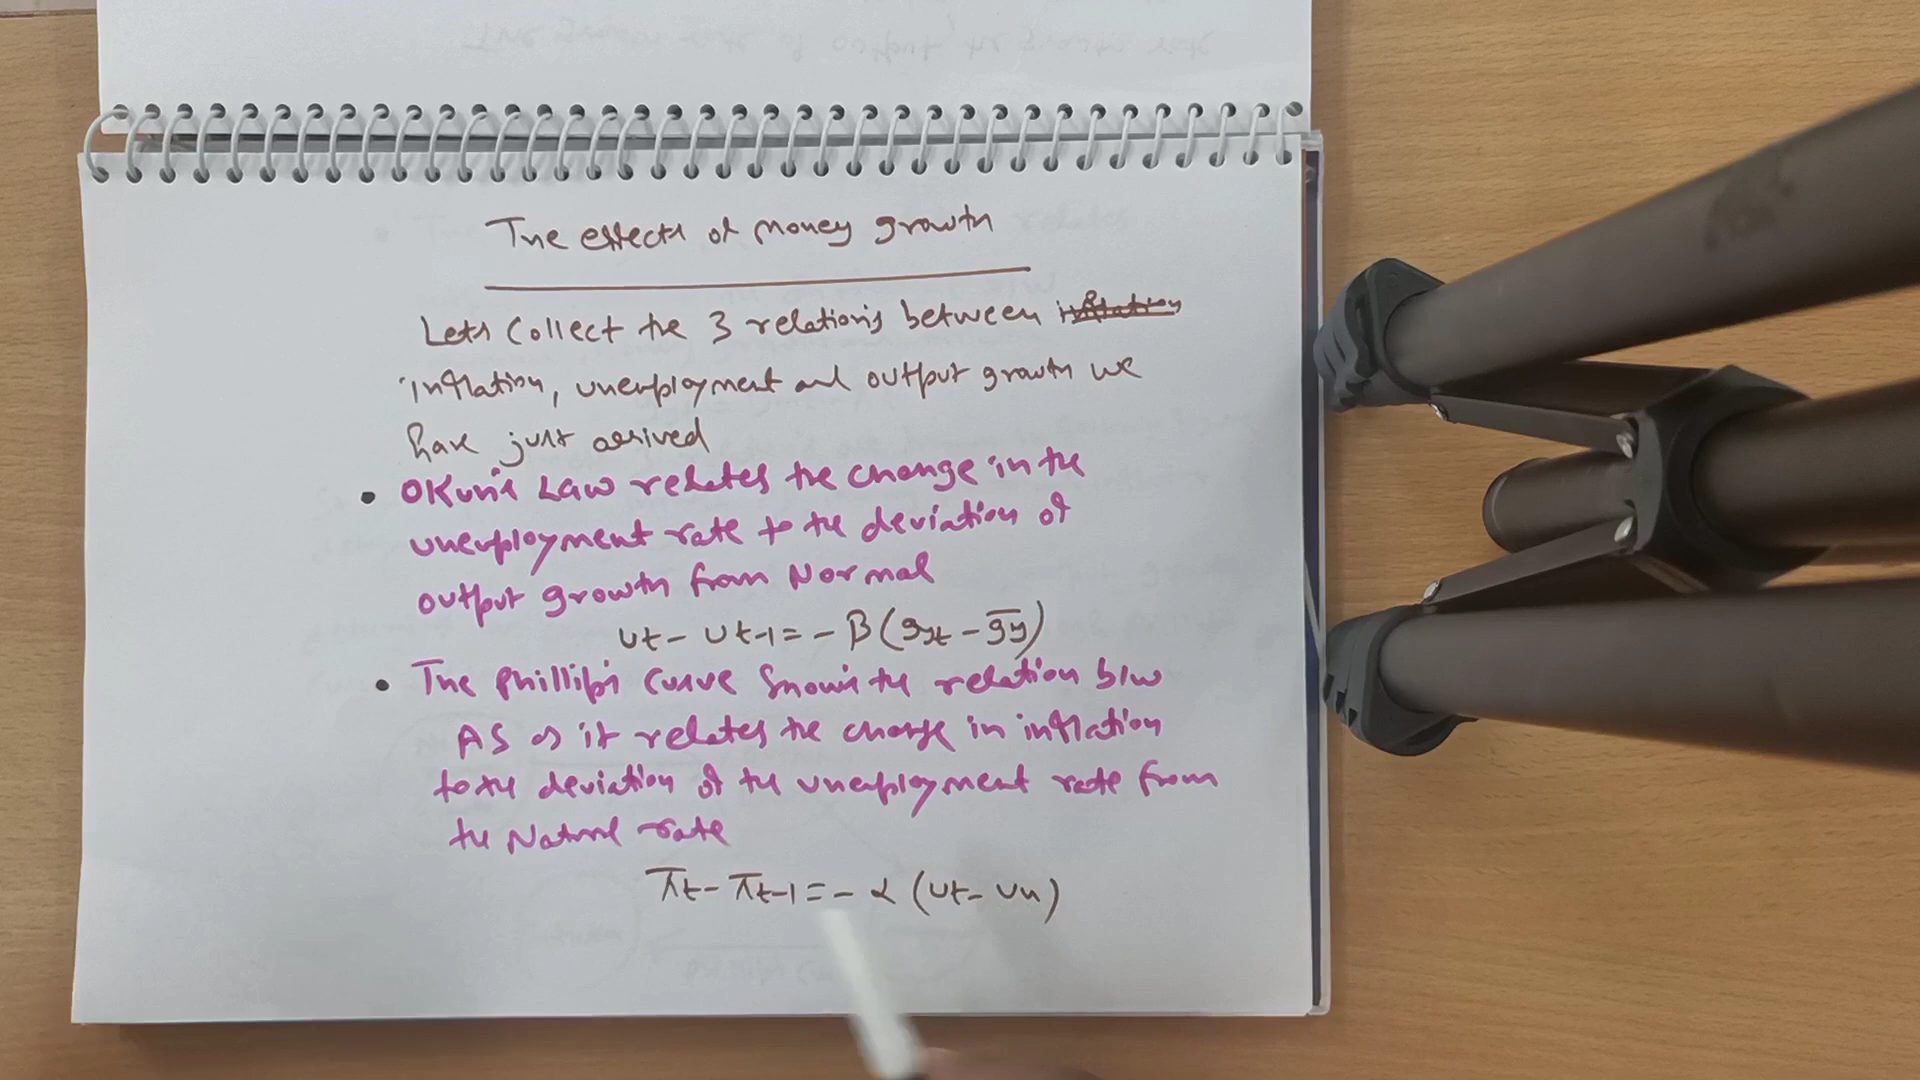 The effects of money growth
Lets collect the 3 relations between inflation
inflation, unemployment and output growth we
have just arrived
• Okun's Law relates the change in the
unemployment rate to the deviation of
output growth from Normal
ut - ut-1 = - β (gyt - g̅y̅)
• The Phillips Curve Shows the relation b/w
AS as it relates the change in inflation
to the deviation of the unemployment rate from
the Natural rate
πt - πt-1 = - α (ut - un)